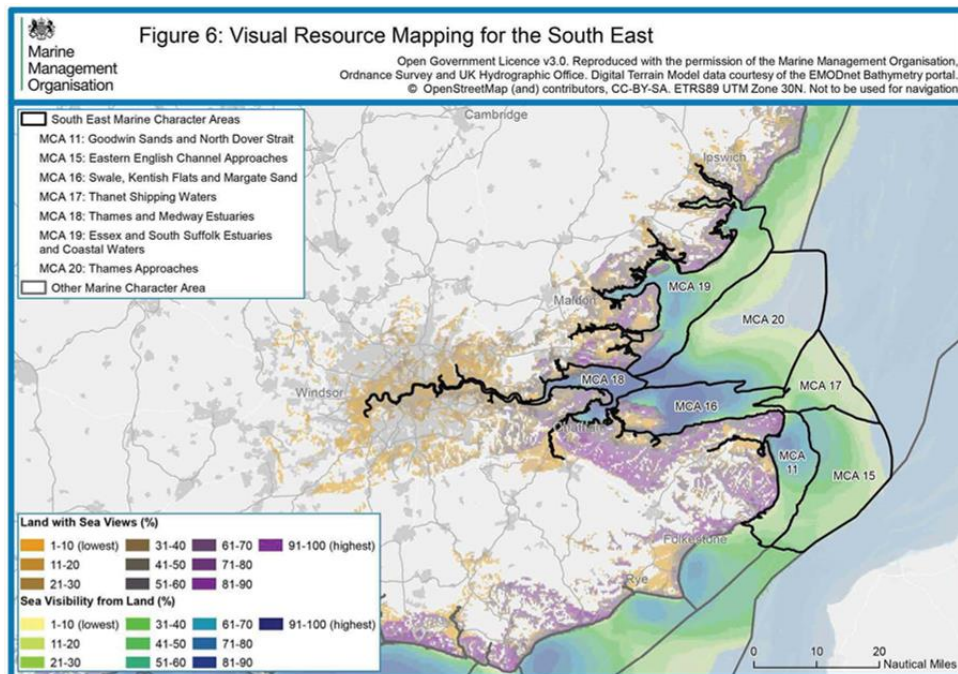 Marine
Management
Organisation
Figure 6: Visual Resource Mapping for the South East
Open Government Licence v3.0. Reproduced with the permission of the Marine Management Organisation,
Ordnance Survey and UK Hydrographic Office. Digital Terrain Model data courtesy of the EMODnet Bathymetry portal.
© OpenStreetMap (and) contributors, CC-BY-SA. ETRS89 UTM Zone 30N. Not to be used for navigation
South East Marine Character Areas
MCA 11: Goodwin Sands and North Dover Strait
MCA 15: Eastern English Channel Approaches
MCA 16: Swale, Kentish Flats and Margate Sand
MCA 17: Thanet Shipping Waters
MCA 18: Thames and Medway Estuaries
MCA 19: Essex and South Suffolk Estuaries
and Coastal Waters
MCA 20: Thames Approaches
Other Marine Character Area
Cambridge
Ipswich
Maldon
MCA 19
MCA 20
Windsor
MCA 18
MCA 17
MCA 16
MCA
11
MCA 15
Folkestone
Rye
Land with Sea Views (%)
1-10 (lowest) 31-40 61-70 91-100 (highest)
11-20 41-50 71-80
21-30 51-60 81-90
Sea Visibility from Land (%)
1-10 (lowest) 31-40 61-70 91-100 (highest)
11-20 41-50 71-80
21-30 51-60 81-90
0 10 20
Nautical Miles